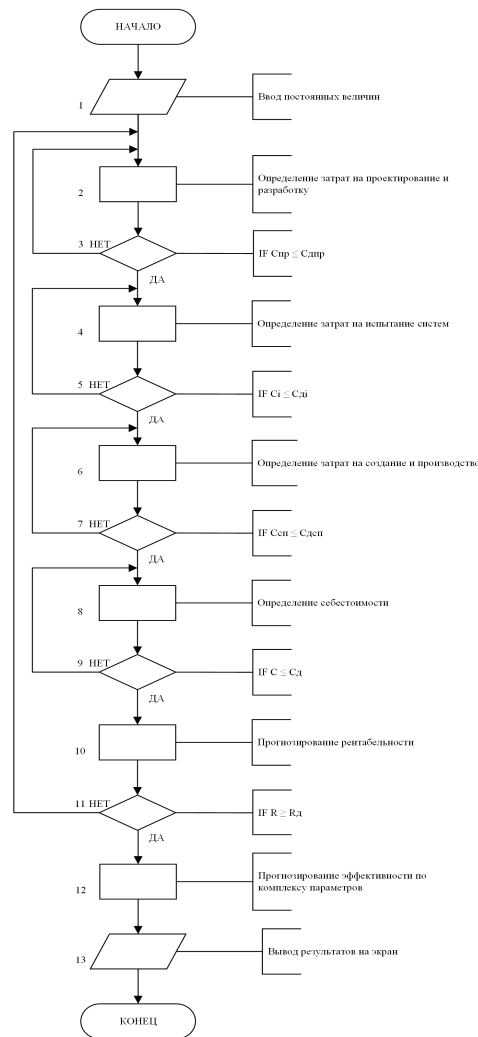 НАЧАЛО
1
Ввод постоянных величин
2
Определение затрат на проектирование и
разработку
3 НЕТ
IF Спр ≤ Сдпр
ДА
4
Определение затрат на испытание систем
5 НЕТ
IF Сi ≤ Сдi
ДА
6
Определение затрат на создание и производство
7 НЕТ
IF Ссп ≤ Сдсп
ДА
8
Определение себестоимости
9 НЕТ
IF С ≤ Сд
ДА
10
Прогнозирование рентабельности
11 НЕТ
IF R ≥ Rд
ДА
12
Прогнозирование эффективности по
комплексу параметров
13
Вывод результатов на экран
КОНЕЦ